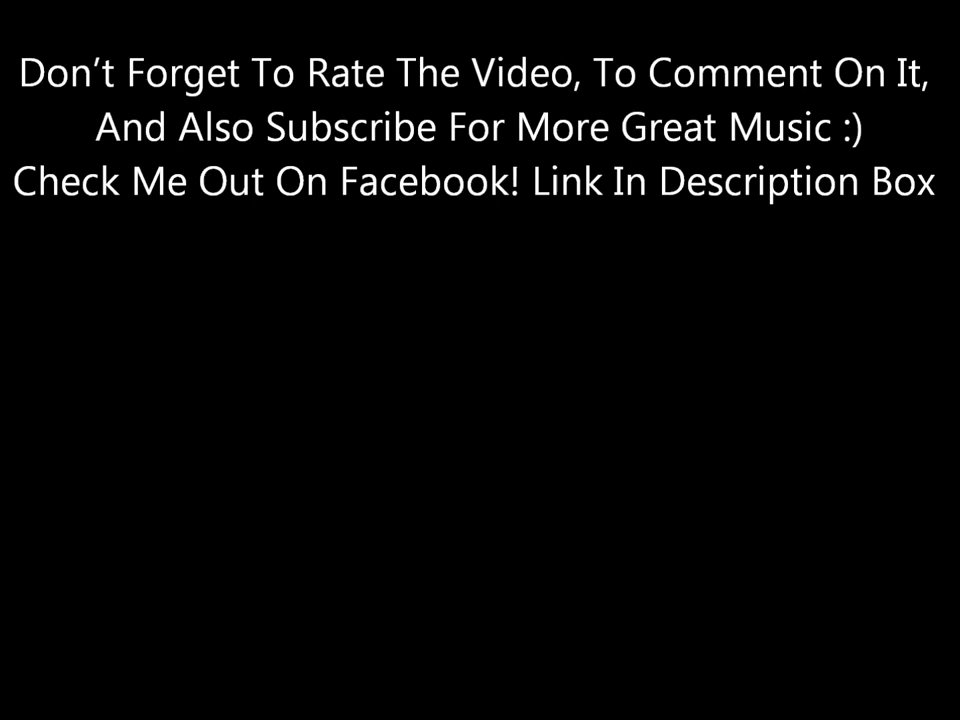 Don’t Forget To Rate The Video, To Comment On It,
And Also Subscribe For More Great Music :)
Check Me Out On Facebook! Link In Description Box